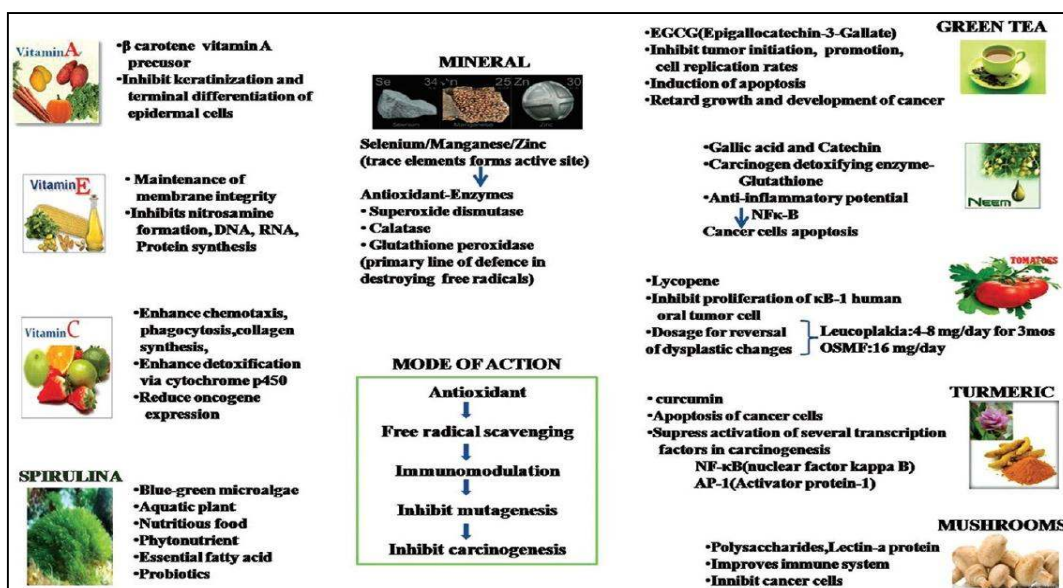 Vitamin A
•β carotene vitamin A
precusor
•Inhibit keratinization and
terminal differentiation of
epidermal cells
Vitamin E
• Maintenance of
membrane integrity
•Inhibits nitrosamine
formation, DNA, RNA,
Protein synthesis
Vitamin C
•Enhance chemotaxis,
phagocytosis,collagen
synthesis,
•Enhance detoxification
via cytochrome p450
•Reduce oncogene
expression
SPIRULINA
•Blue-green microalgae
•Aquatic plant
•Nutritious food
•Phytonutrient
•Essential fatty acid
•Probiotics
MINERAL
Se 34 Mn 25 Zn 30
Selenium Manganese Zinc
Selenium/Manganese/Zinc
(trace elements forms active site)
Antioxidant-Enzymes
• Superoxide dismutase
• Calatase
• Glutathione peroxidase
(primary line of defence in
destroying free radicals)
MODE OF ACTION
Antioxidant
Free radical scavenging
Immunomodulation
Inhibit mutagenesis
Inhibit carcinogenesis
GREEN TEA
•EGCG(Epigallocatechin-3-Gallate)
•Inhibit tumor initiation, promotion,
cell replication rates
•Induction of apoptosis
•Retard growth and development of cancer
•Gallic acid and Catechin
•Carcinogen detoxifying enzyme-
Glutathione
•Anti-inflammatory potential
NFκ-B
Cancer cells apoptosis
Neem
TOMATOES
•Lycopene
•Inhibit proliferation of κB-1 human
oral tumor cell
•Dosage for reversal
of dysplastic changes
Leucoplakia:4-8 mg/day for 3mos
OSMF:16 mg/day
TURMERIC
• curcumin
•Apoptosis of cancer cells
•Supress activation of several transcription
factors in carcinogenesis
NF-κB(nuclear factor kappa B)
AP-1(Activator protein-1)
MUSHROOMS
•Polysaccharides,Lectin-a protein
•Improves immune system
•Innibit cancer cells